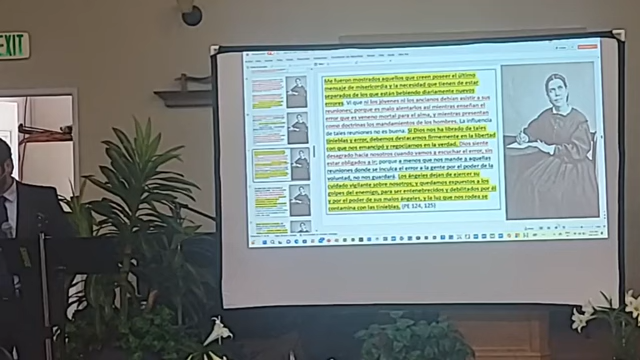 EXIT
Me fueron mostrados aquellos que creen poseer el último
mensaje de misericordia y la necesidad que tienen de estar
separados de los que están bebiendo diariamente nuevos
errores. Vi que ni los jóvenes ni los ancianos debían asistir a sus
reuniones; porque es malo alentarlos así mientras enseñan el
error que es veneno mortal para el alma, y mientras presentan
como doctrinas los mandamientos de los hombres. La influencia
de tales reuniones no es buena. Si Dios nos ha librado de tales
tinieblas y error, debemos destacarnos firmemente en la libertad
con que nos emancipó y regocijarnos en la verdad. Dios siente
desagrado hacia nosotros cuando vamos a escuchar el error, sin
estar obligados a ir; porque a menos que nos mande a aquellas
reuniones donde se inculca el error a la gente por el poder de la
voluntad, no nos guardará. Los ángeles dejan de ejercer su
cuidado vigilante sobre nosotros, y quedamos expuestos a los
golpes del enemigo, para ser entenebrecidos y debilitados por él
y por el poder de sus malos ángeles, y la luz que nos rodea se
contamina con las tinieblas. (PE 124, 125)